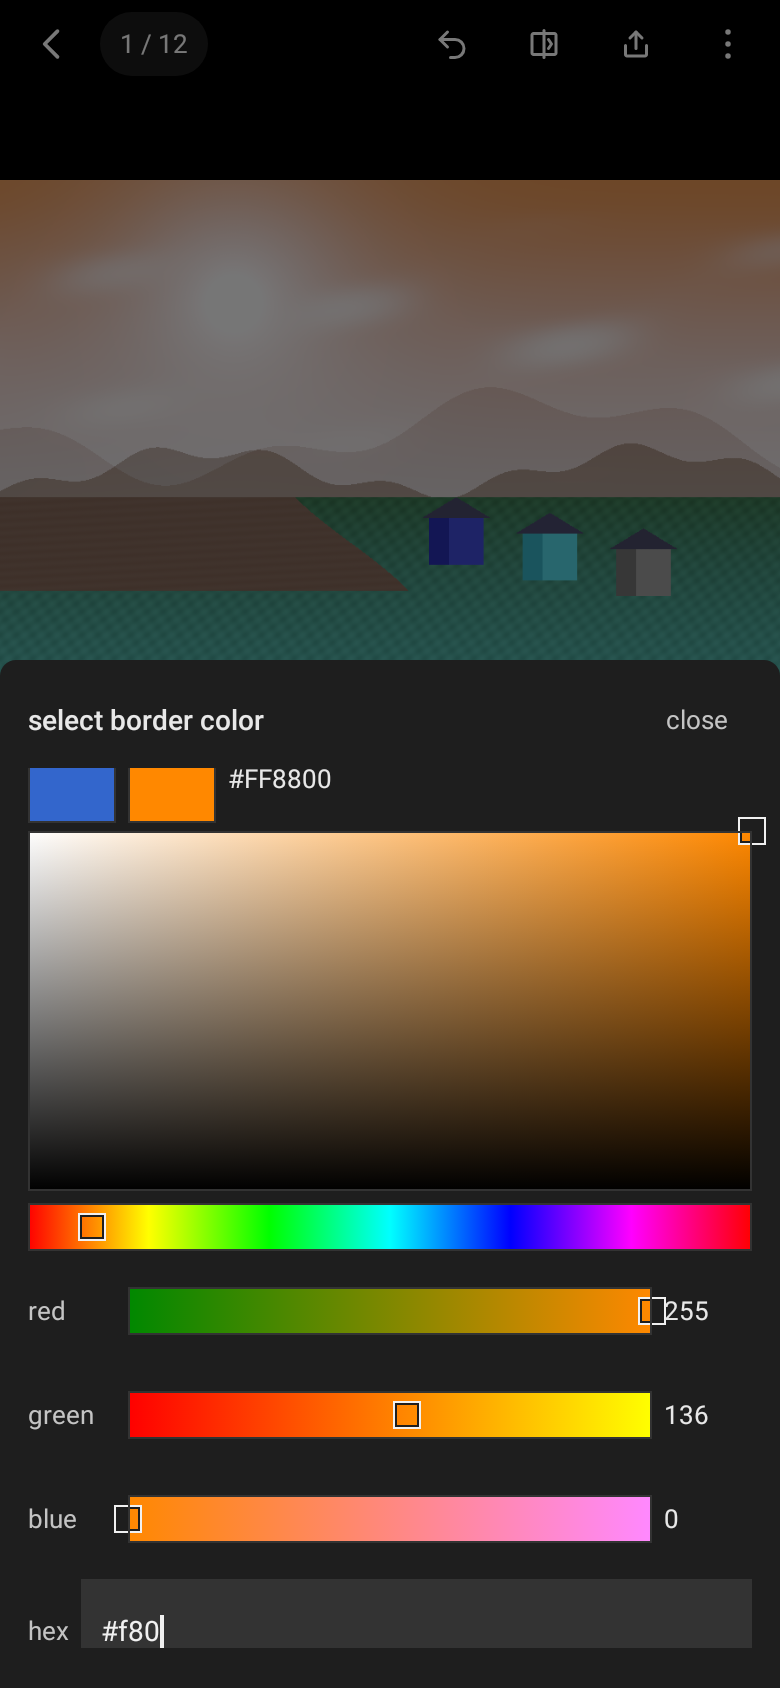 1 / 12
select border color
close
#FF8800
red
255
green
136
blue
0
hex
#f80